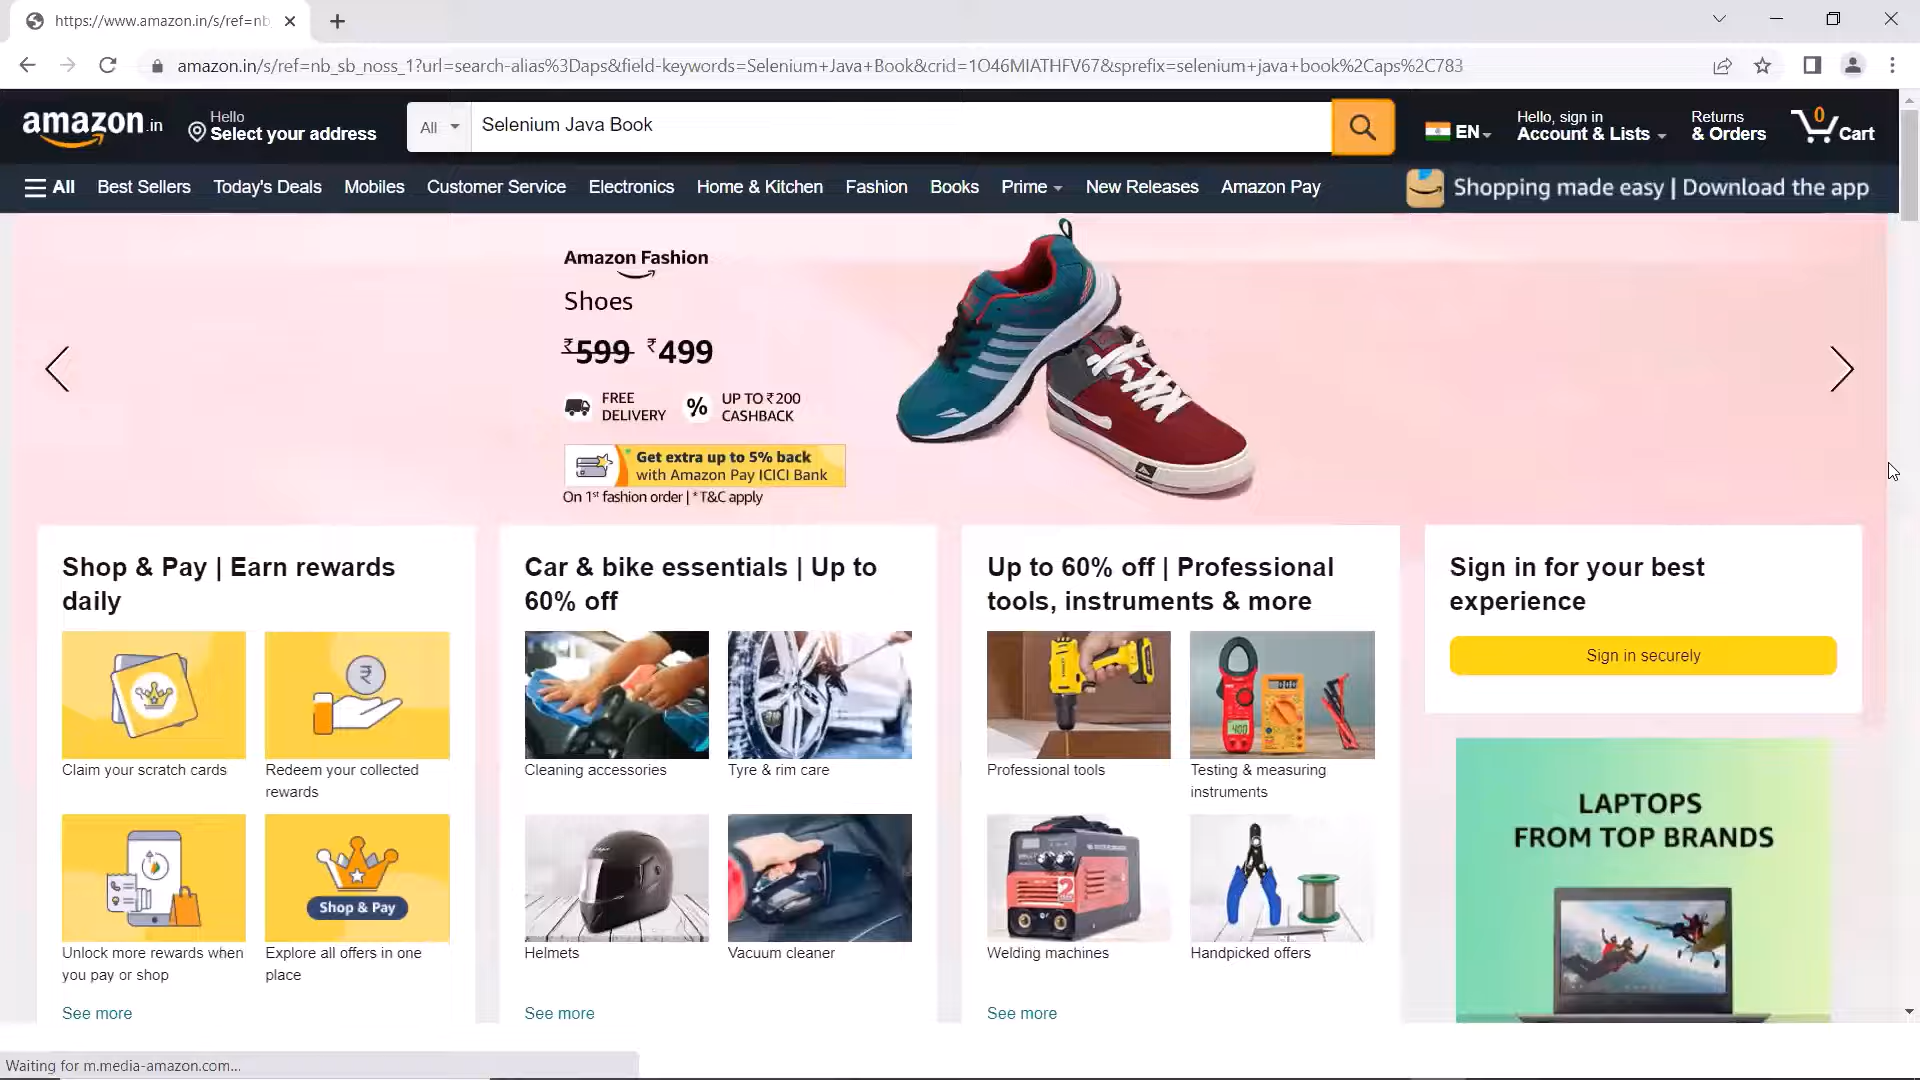 https://www.amazon.in/s/ref=nb
amazon.in/s/ref=nb_sb_noss_1?url=search-alias%3Daps&field-keywords=Selenium+Java+Book&crid=1O46MIATHFV67&sprefix=selenium+java+book%2Caps%2C783
amazon.in
Hello
Select your address
All
Selenium Java Book
EN
Hello, sign in
Account & Lists
Returns
& Orders
0
Cart
All Best Sellers Today's Deals Mobiles Customer Service Electronics Home & Kitchen Fashion Books Prime New Releases Amazon Pay
Shopping made easy | Download the app
Amazon Fashion
Shoes
₹599 ₹499
FREE
DELIVERY
%
UP TO ₹200
CASHBACK
Get extra up to 5% back
with Amazon Pay ICICI Bank
On 1st fashion order | *T&C apply
Shop & Pay | Earn rewards
daily
Claim your scratch cards
Redeem your collected
rewards
Shop & Pay
Unlock more rewards when
you pay or shop
Explore all offers in one
place
See more
Car & bike essentials | Up to
60% off
Cleaning accessories
Tyre & rim care
Helmets
Vacuum cleaner
See more
Up to 60% off | Professional
tools, instruments & more
Professional tools
Testing & measuring
instruments
Welding machines
Handpicked offers
See more
Sign in for your best
experience
Sign in securely
LAPTOPS
FROM TOP BRANDS
Waiting for m.media-amazon.com...